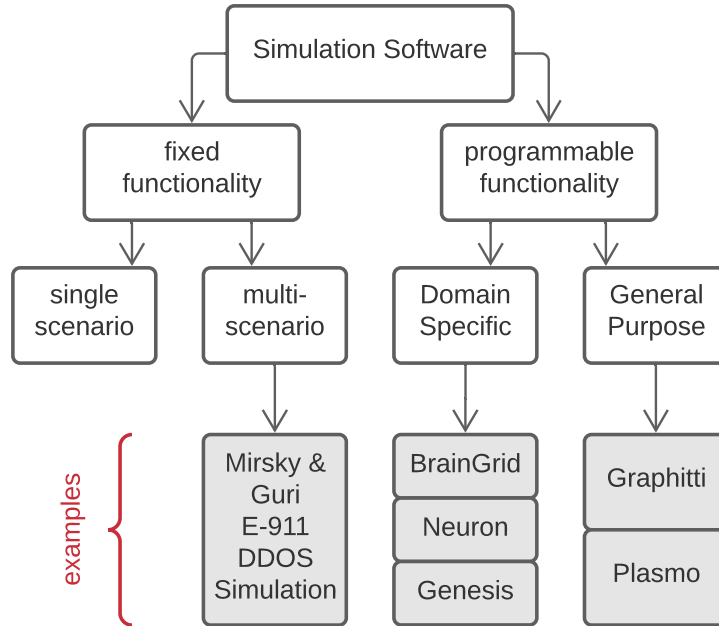 Simulation Software
fixed
functionality
programmable
functionality
single
scenario
multi-
scenario
Domain
Specific
General
Purpose
examples
Mirsky &
Guri
E-911
DDOS
Simulation
BrainGrid
Neuron
Genesis
Graphitti
Plasmo